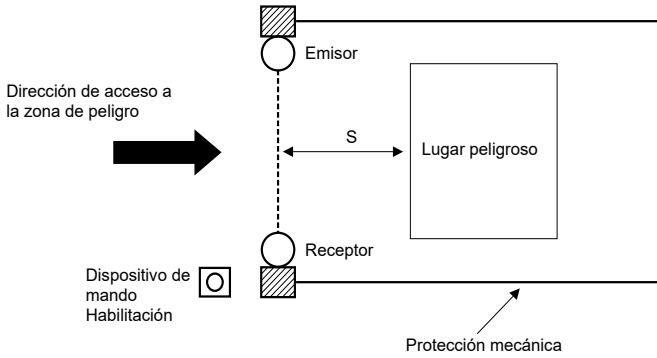 Emisor
Dirección de acceso a
la zona de peligro
S
Lugar peligroso
Receptor
Dispositivo de
mando
Habilitación
Protección mecánica